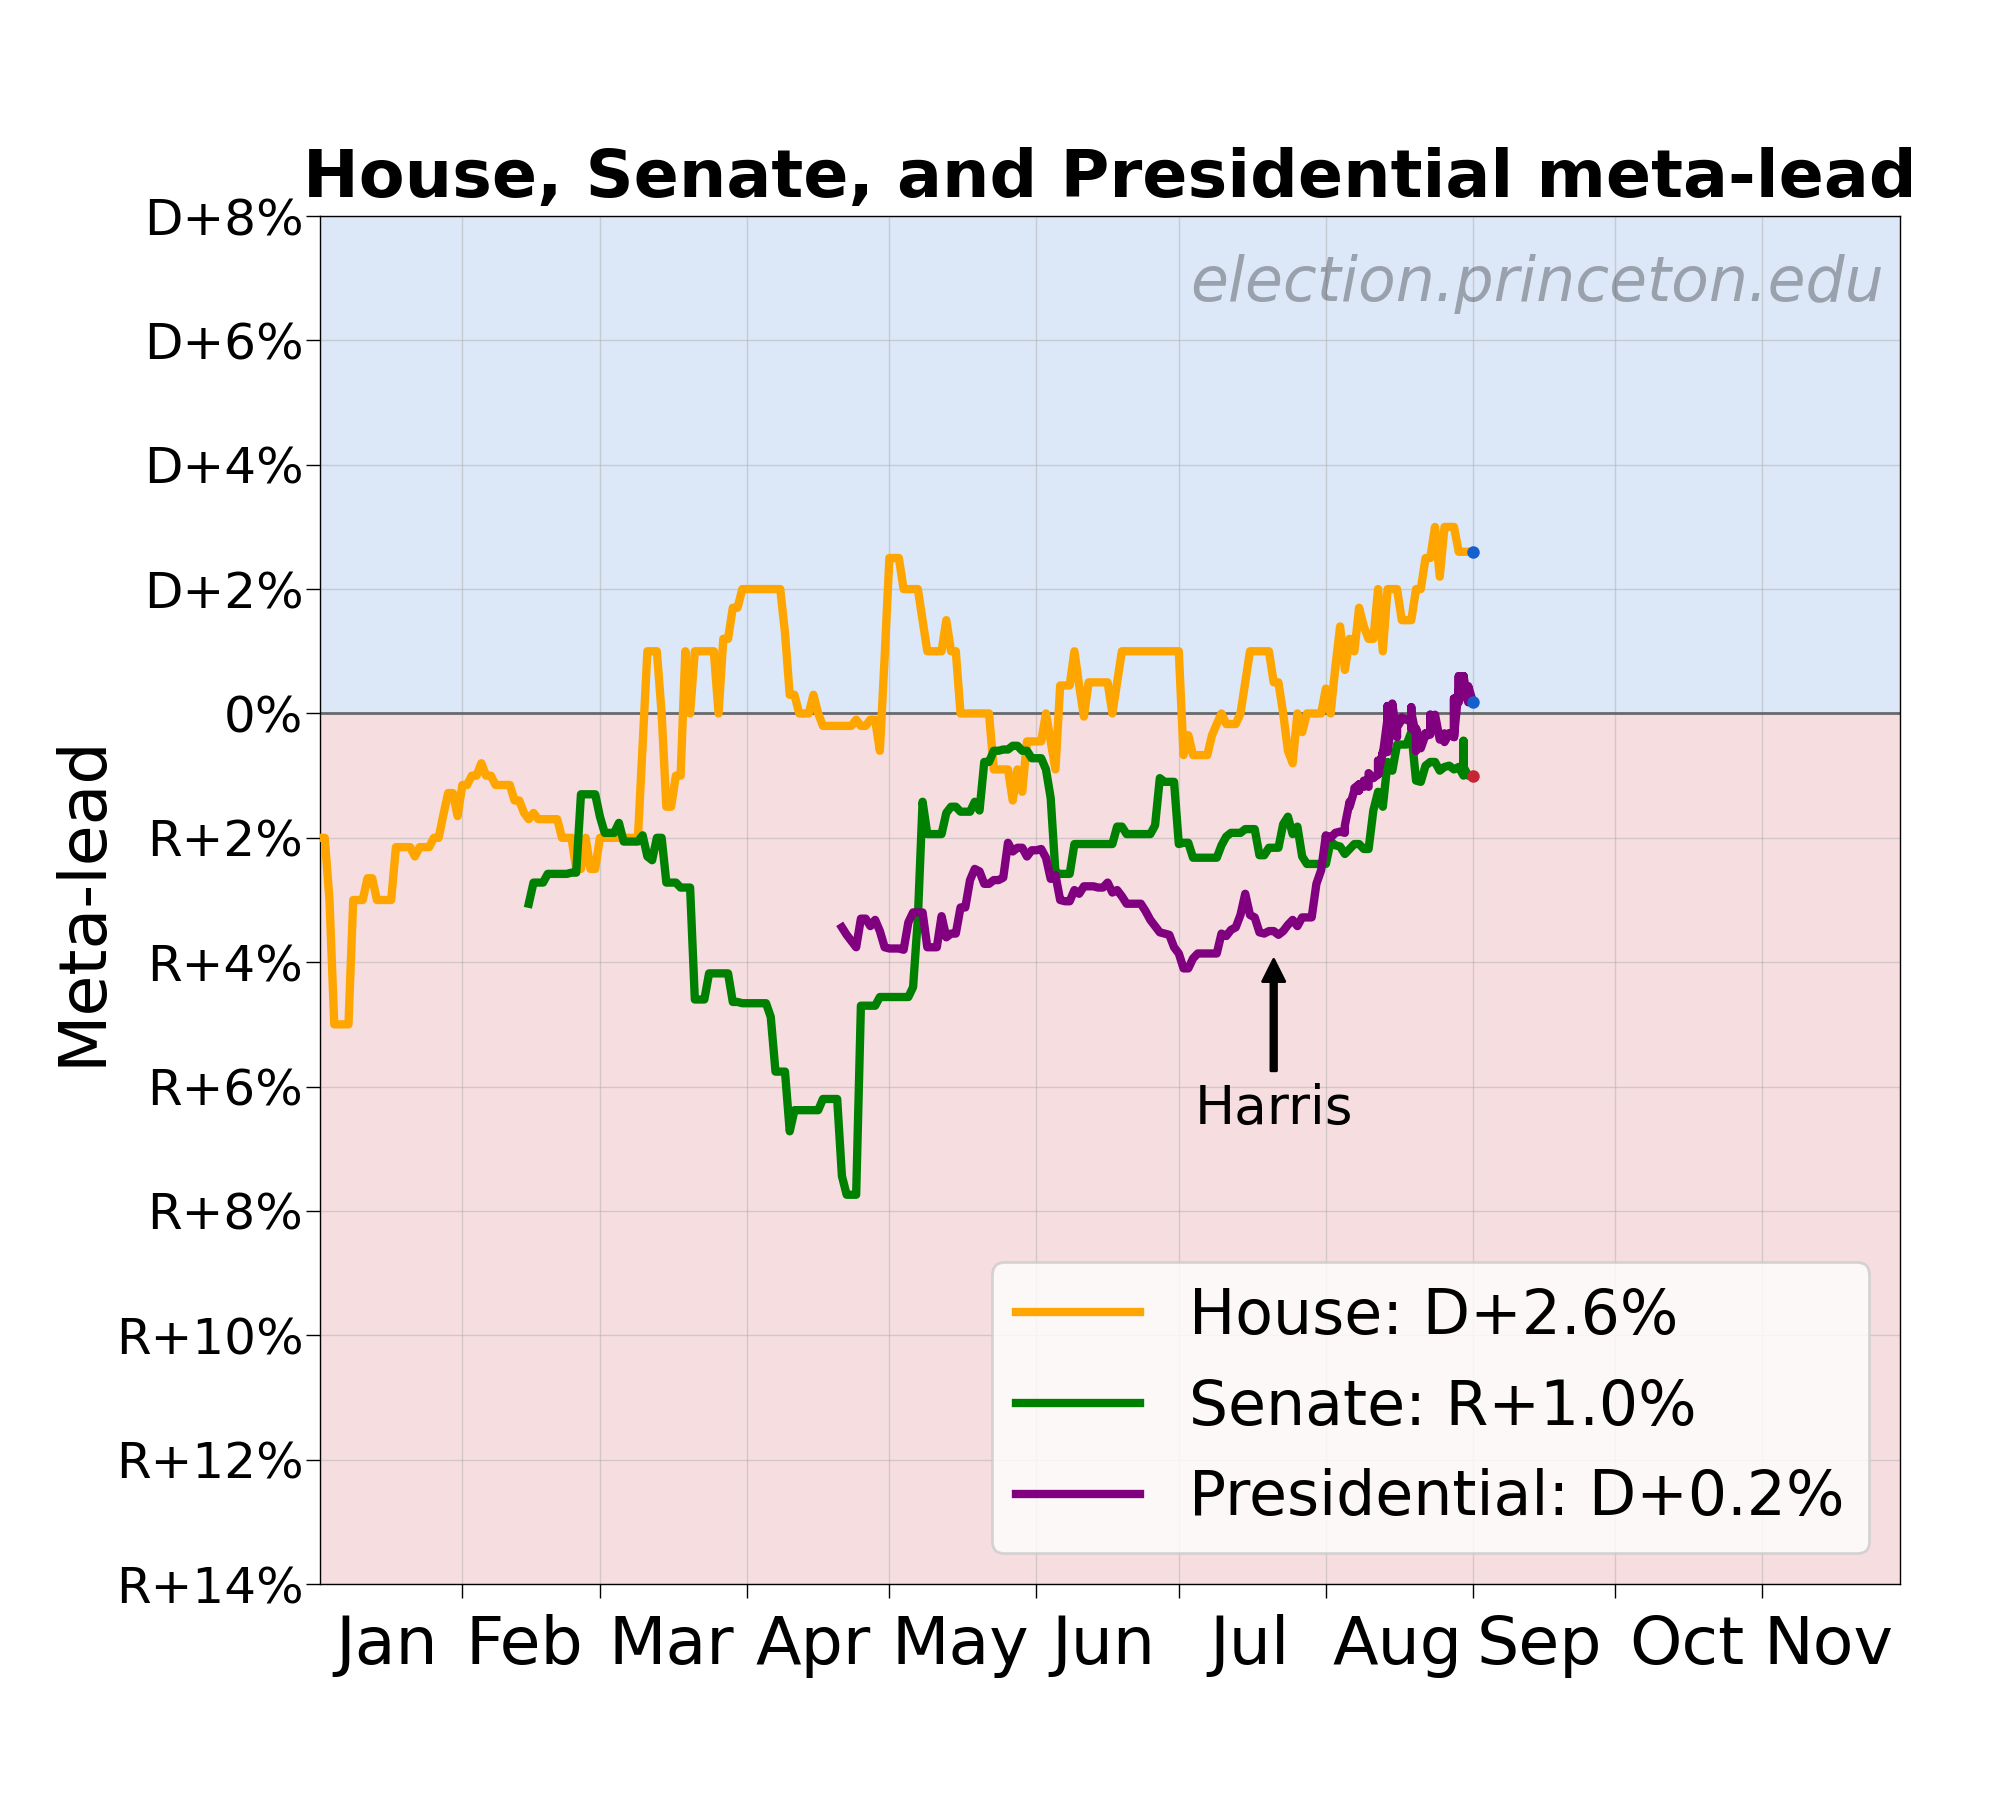 House, Senate, and Presidential meta-lead
election.princeton.edu
Meta-lead
D+8%
D+6%
D+4%
D+2%
0%
R+2%
R+4%
R+6%
R+8%
R+10%
R+12%
R+14%
Harris
House: D+2.6%
Senate: R+1.0%
Presidential: D+0.2%
Jan Feb Mar Apr May Jun Jul Aug Sep Oct Nov